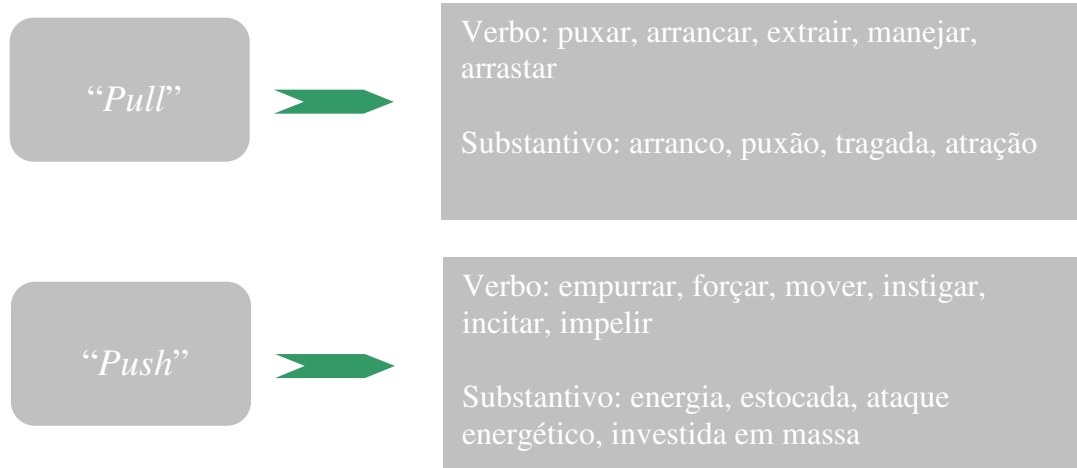 “Pull”
Verbo: puxar, arrancar, extrair, manejar,
arrastar
Substantivo: arranco, puxão, tragada, atração
“Push”
Verbo: empurrar, forçar, mover, instigar,
incitar, impelir
Substantivo: energia, estocada, ataque
energético, investida em massa